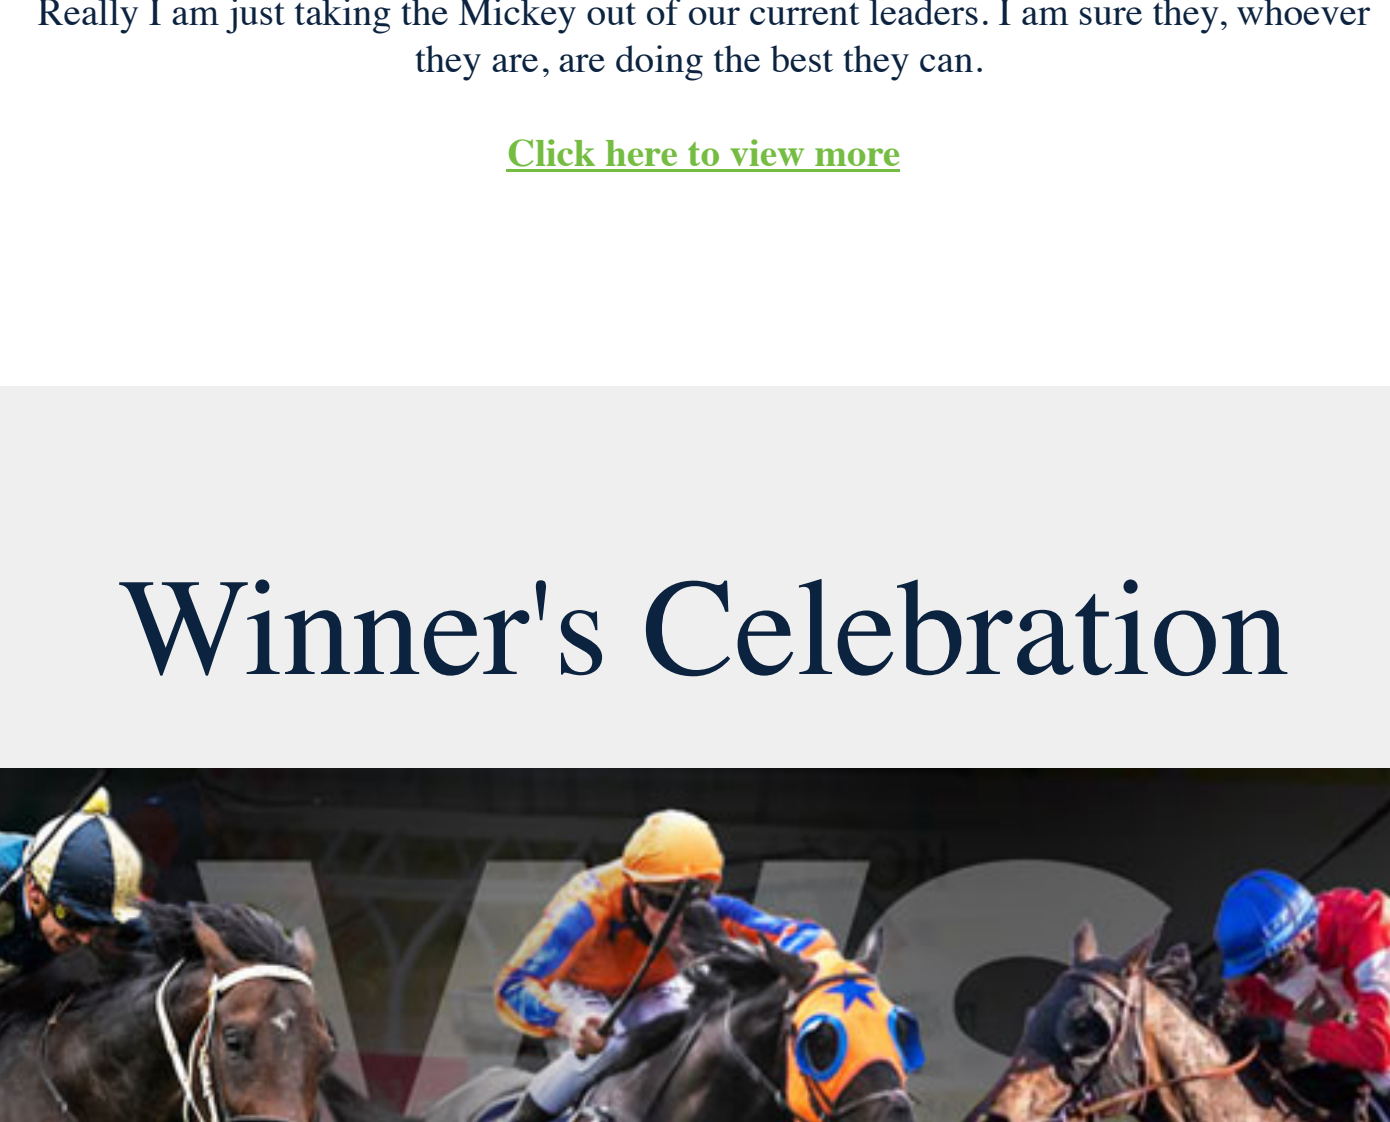 Really I am just taking the Mickey out of our current leaders. I am sure they, whoever
they are, are doing the best they can.
Click here to view more
Winner's Celebration